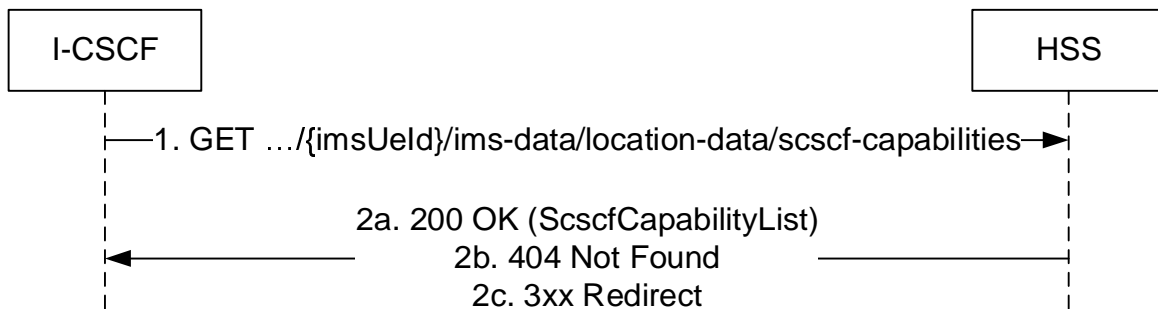 I-CSCF
HSS
1. GET …/{imsUeId}/ims-data/location-data/scscf-capabilities
2a. 200 OK (ScscfCapabilityList)
2b. 404 Not Found
2c. 3xx Redirect